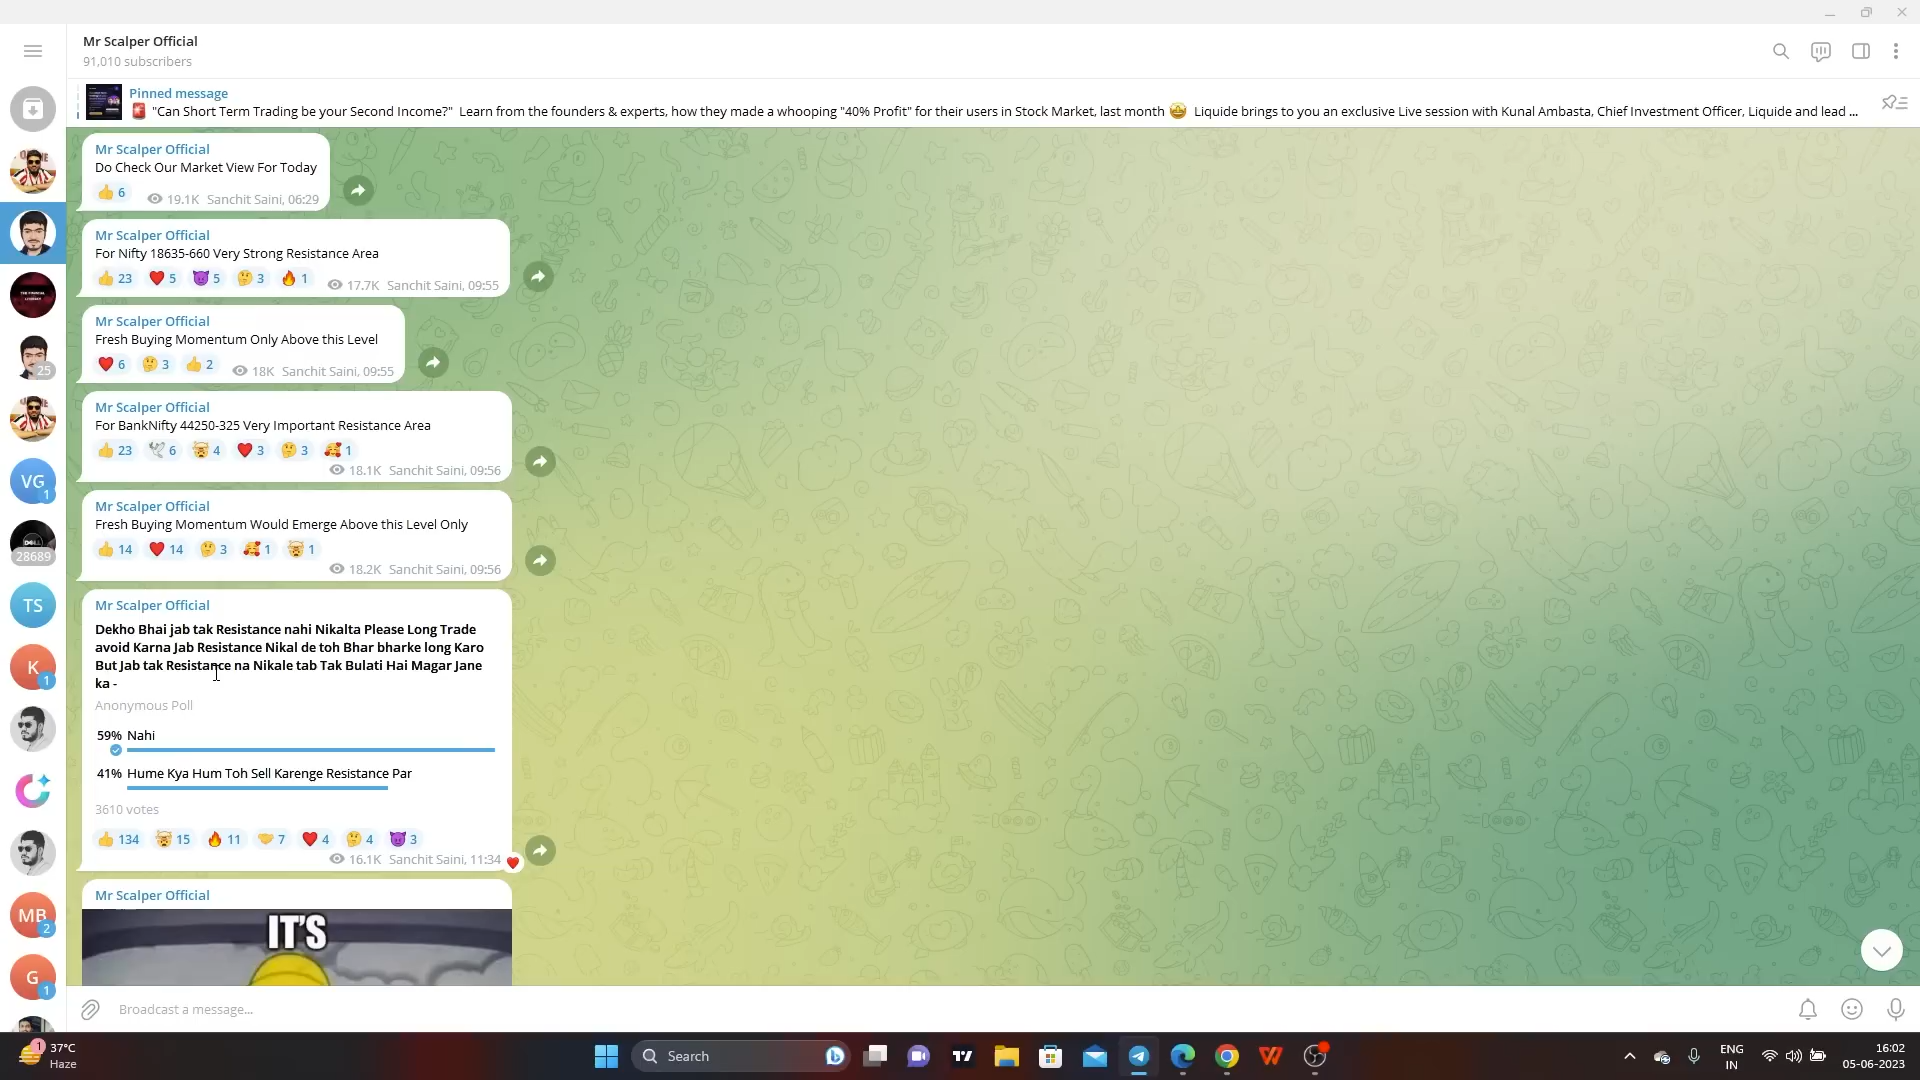 Mr Scalper Official
91,010 subscribers
Pinned message
"Can Short Term Trading be your Second Income?" Learn from the founders & experts, how they made a whooping "40% Profit" for their users in Stock Market, last month 🤩 Liquide brings to you an exclusive Live session with Kunal Ambasta, Chief Investment Officer, Liquide and lead ...
Mr Scalper Official
Do Check Our Market View For Today
👍 6 19.1K Sanchit Saini, 06:29
Mr Scalper Official
For Nifty 18635-660 Very Strong Resistance Area
👍 23 ❤️ 5 😈 5 🤔 3 🔥 1 17.7K Sanchit Saini, 09:55
Mr Scalper Official
Fresh Buying Momentum Only Above this Level
❤️ 6 🤔 3 👍 2 18K Sanchit Saini, 09:55
Mr Scalper Official
For BankNifty 44250-325 Very Important Resistance Area
👍 23 🕊 6 🤯 4 ❤️ 3 🤔 3 🥰 1
18.1K Sanchit Saini, 09:56
Mr Scalper Official
Fresh Buying Momentum Would Emerge Above this Level Only
👍 14 ❤️ 14 🤔 3 🥰 1 🤯 1
18.2K Sanchit Saini, 09:56
Mr Scalper Official
Dekho Bhai jab tak Resistance nahi Nikalta Please Long Trade
avoid Karna Jab Resistance Nikal de toh Bhar bharke long Karo
But Jab tak Resistance na Nikale tab Tak Bulati Hai Magar Jane
ka -
Anonymous Poll
59% Nahi
41% Hume Kya Hum Toh Sell Karenge Resistance Par
3610 votes
👍 134 🤯 15 🔥 11 🤝 7 ❤️ 4 🤔 4 😈 3
16.1K Sanchit Saini, 11:34
Mr Scalper Official
IT'S
25
VG
1
DELL
28689
TS
K
1
MB
2
G
1
Broadcast a message...
1
37°C
Haze
Search
ENG
IN
16:02
05-06-2023